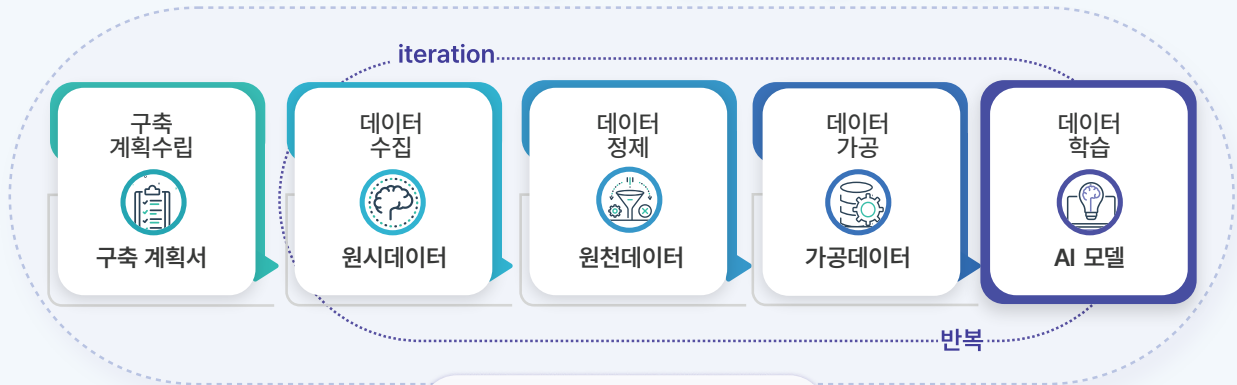 iteration
구축
계획수립
구축 계획서
데이터
수집
원시데이터
데이터
정제
원천데이터
데이터
가공
가공데이터
데이터
학습
AI 모델
반복